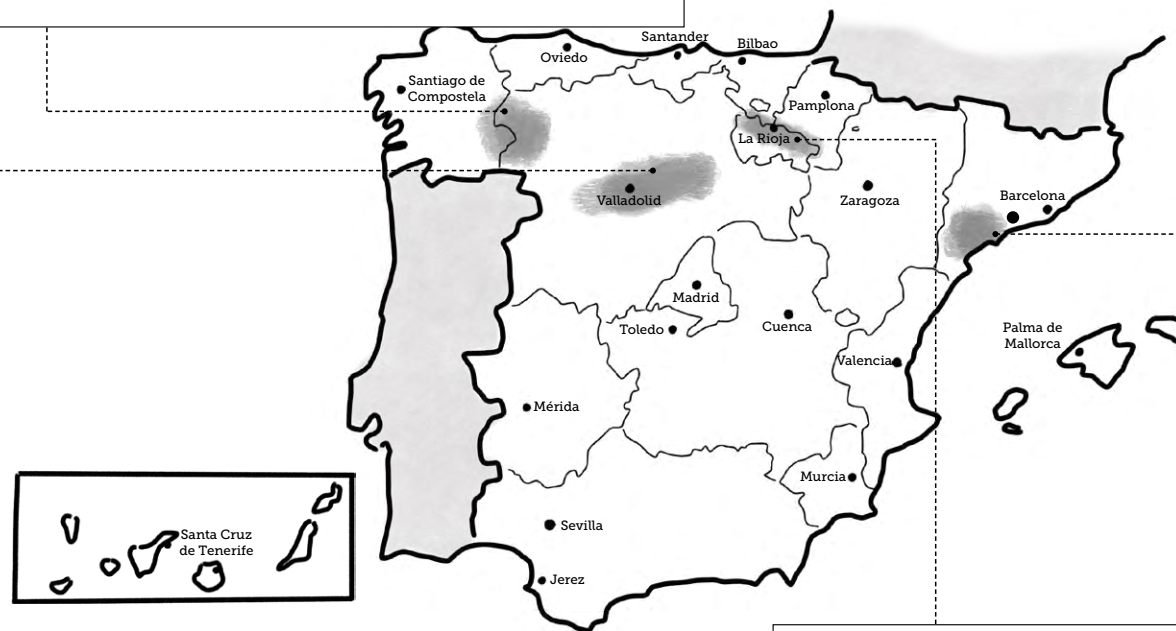 Santander
Bilbao
Oviedo
Santiago de
Compostela
Pamplona
La Rioja
Valladolid
Zaragoza
Barcelona
Madrid
Toledo
Cuenca
Palma de
Mallorca
Valencia
Mérida
Murcia
Sevilla
Santa Cruz
de Tenerife
Jerez